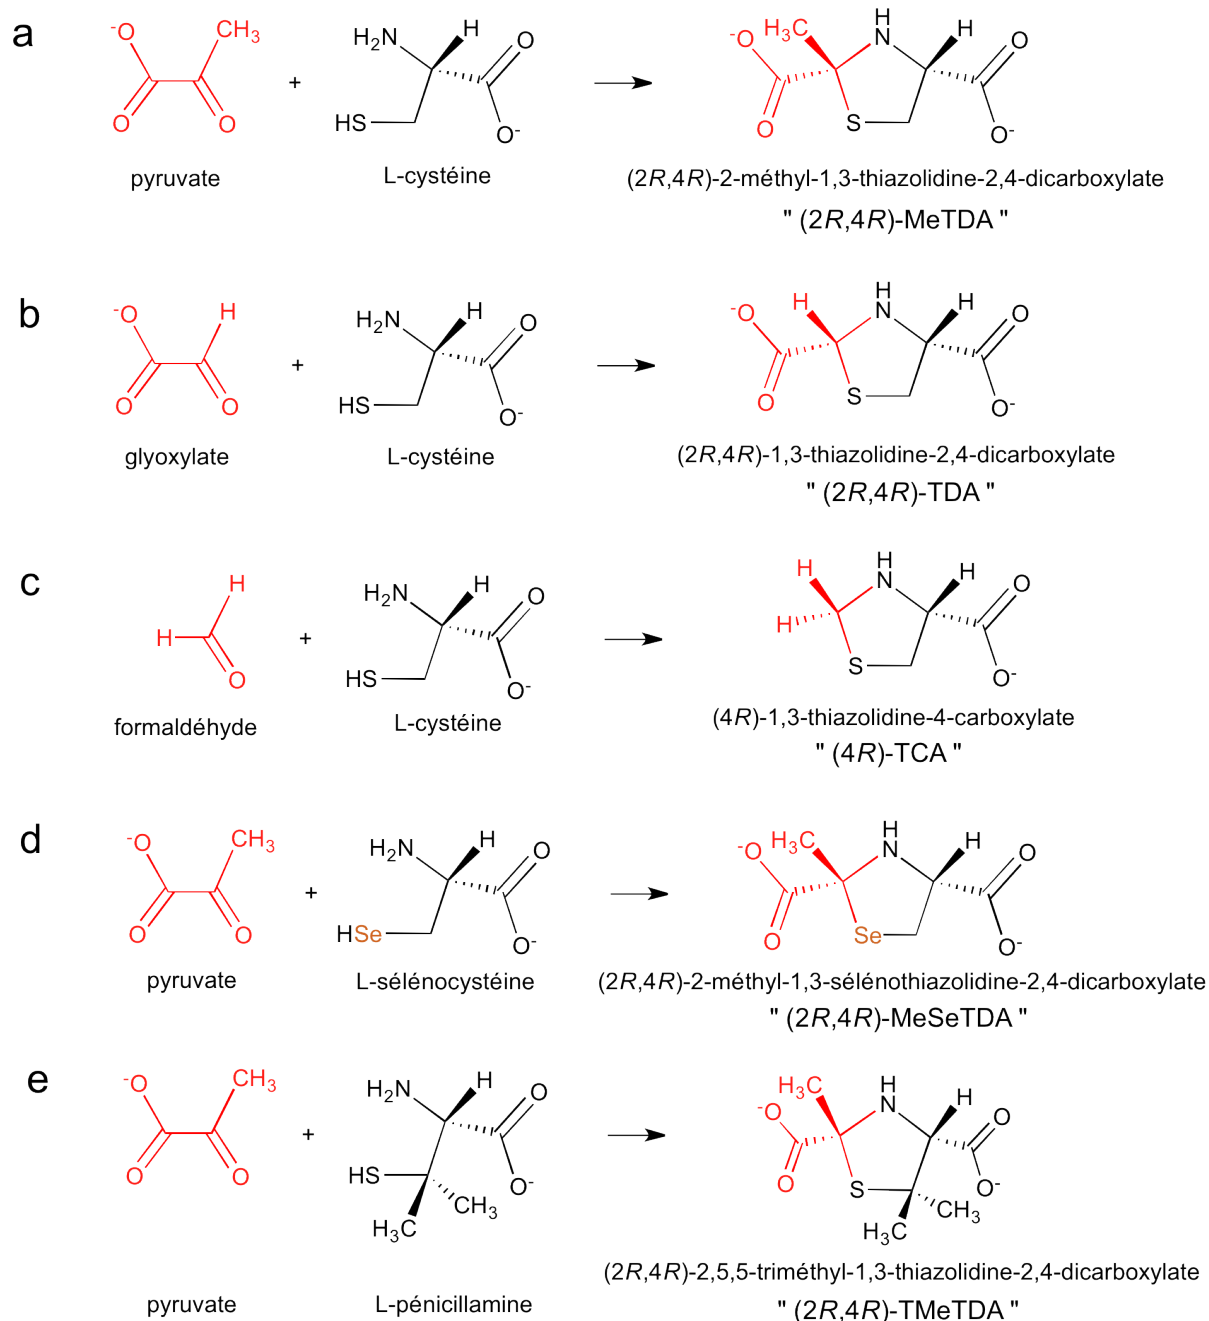 a
-O CH3 O O
+
H2N H O HS O-
-O H3C H N H O O S O-
pyruvate
L-cystéine
(2R,4R)-2-méthyl-1,3-thiazolidine-2,4-dicarboxylate
" (2R,4R)-MeTDA "
b
-O H O O
+
H2N H O HS O-
-O H H N H O O S O-
glyoxylate
L-cystéine
(2R,4R)-1,3-thiazolidine-2,4-dicarboxylate
" (2R,4R)-TDA "
c
H H O
+
H2N H O HS O-
H H H N H O S O-
formaldéhyde
L-cystéine
(4R)-1,3-thiazolidine-4-carboxylate
" (4R)-TCA "
d
-O CH3 O O
+
H2N H O HSe O-
-O H3C H N H O O Se O-
pyruvate
L-sélénocystéine
(2R,4R)-2-méthyl-1,3-sélénothiazolidine-2,4-dicarboxylate
" (2R,4R)-MeSeTDA "
e
-O CH3 O O
+
H2N H O HS O- CH3 H3C
-O H3C H N H O O S O- CH3 H3C
pyruvate
L-pénicillamine
(2R,4R)-2,5,5-triméthyl-1,3-thiazolidine-2,4-dicarboxylate
" (2R,4R)-TMeTDA "